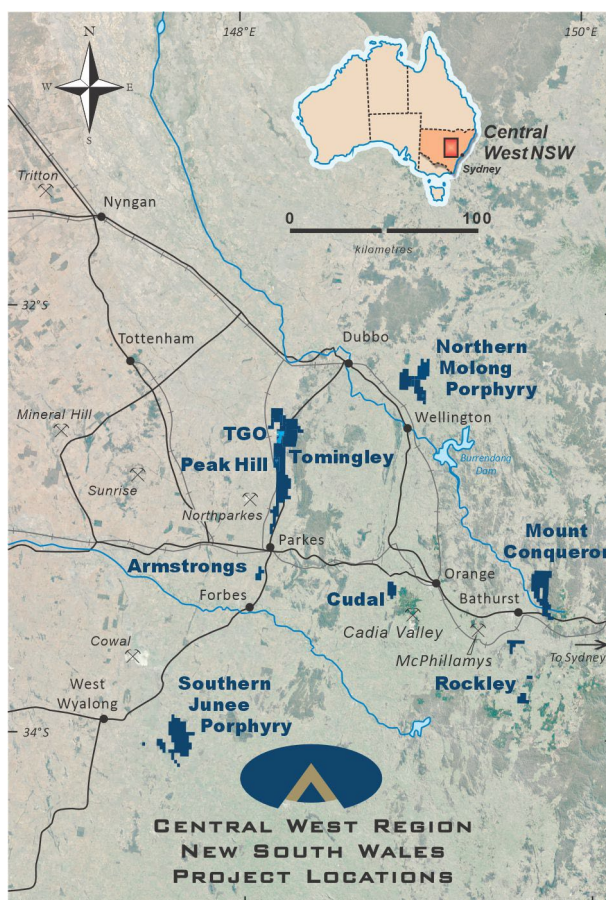 148°E
150°E
N
W
E
S
Central
West NSW
Sydney
Tritton
Nyngan
0
100
kilometres
32°S
Tottenham
Dubbo
Northern
Molong
Porphyry
Mineral Hill
Wellington
TGO
Peak Hill
Tomingley
Burrendong
Dam
Sunrise
Northparkes
Parkes
Mount
Conqueror
Armstrongs
Orange
Forbes
Cudal
Bathurst
Cadia Valley
Cowal
McPhillamys
To Sydney
West
Wyalong
Southern
Junee
Porphyry
Rockley
34°S
CENTRAL WEST REGION
NEW SOUTH WALES
PROJECT LOCATIONS